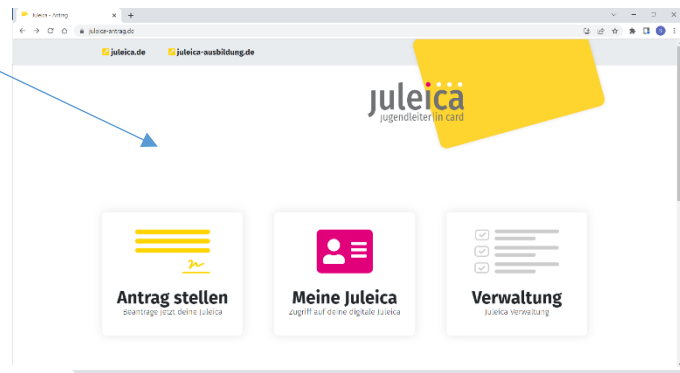 Juleica - Antrag
juleica-antrag.de
juleica.de juleica-ausbildung.de
juleica
jugendleiter|in card
Antrag stellen Meine Juleica Verwaltung
Beantrage jetzt deine Juleica Zugriff auf deine digitale Juleica Juleica Verwaltung